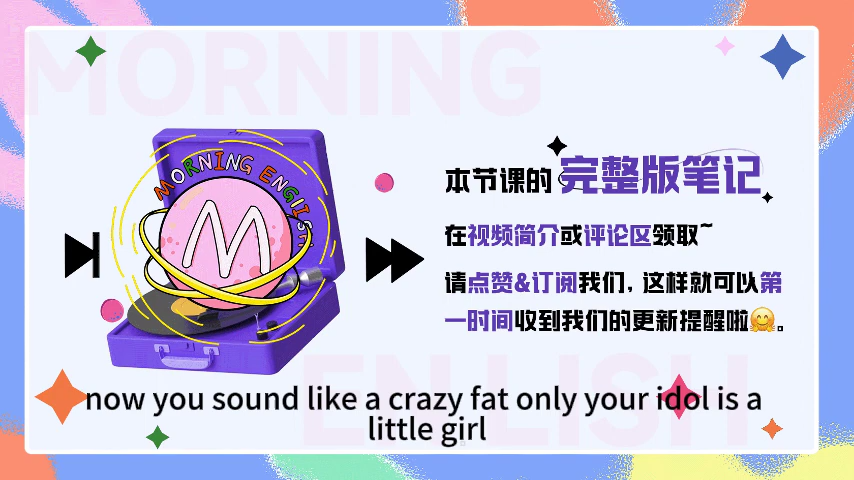 MORNING
MORNING ENGLISH
M
本节课的 完整版笔记
在视频简介或评论区领取~
请点赞&订阅我们，这样就可以第
一时间收到我们的更新提醒啦🤗。
ENGLISH
now you sound like a crazy fat only your idol is a
little girl